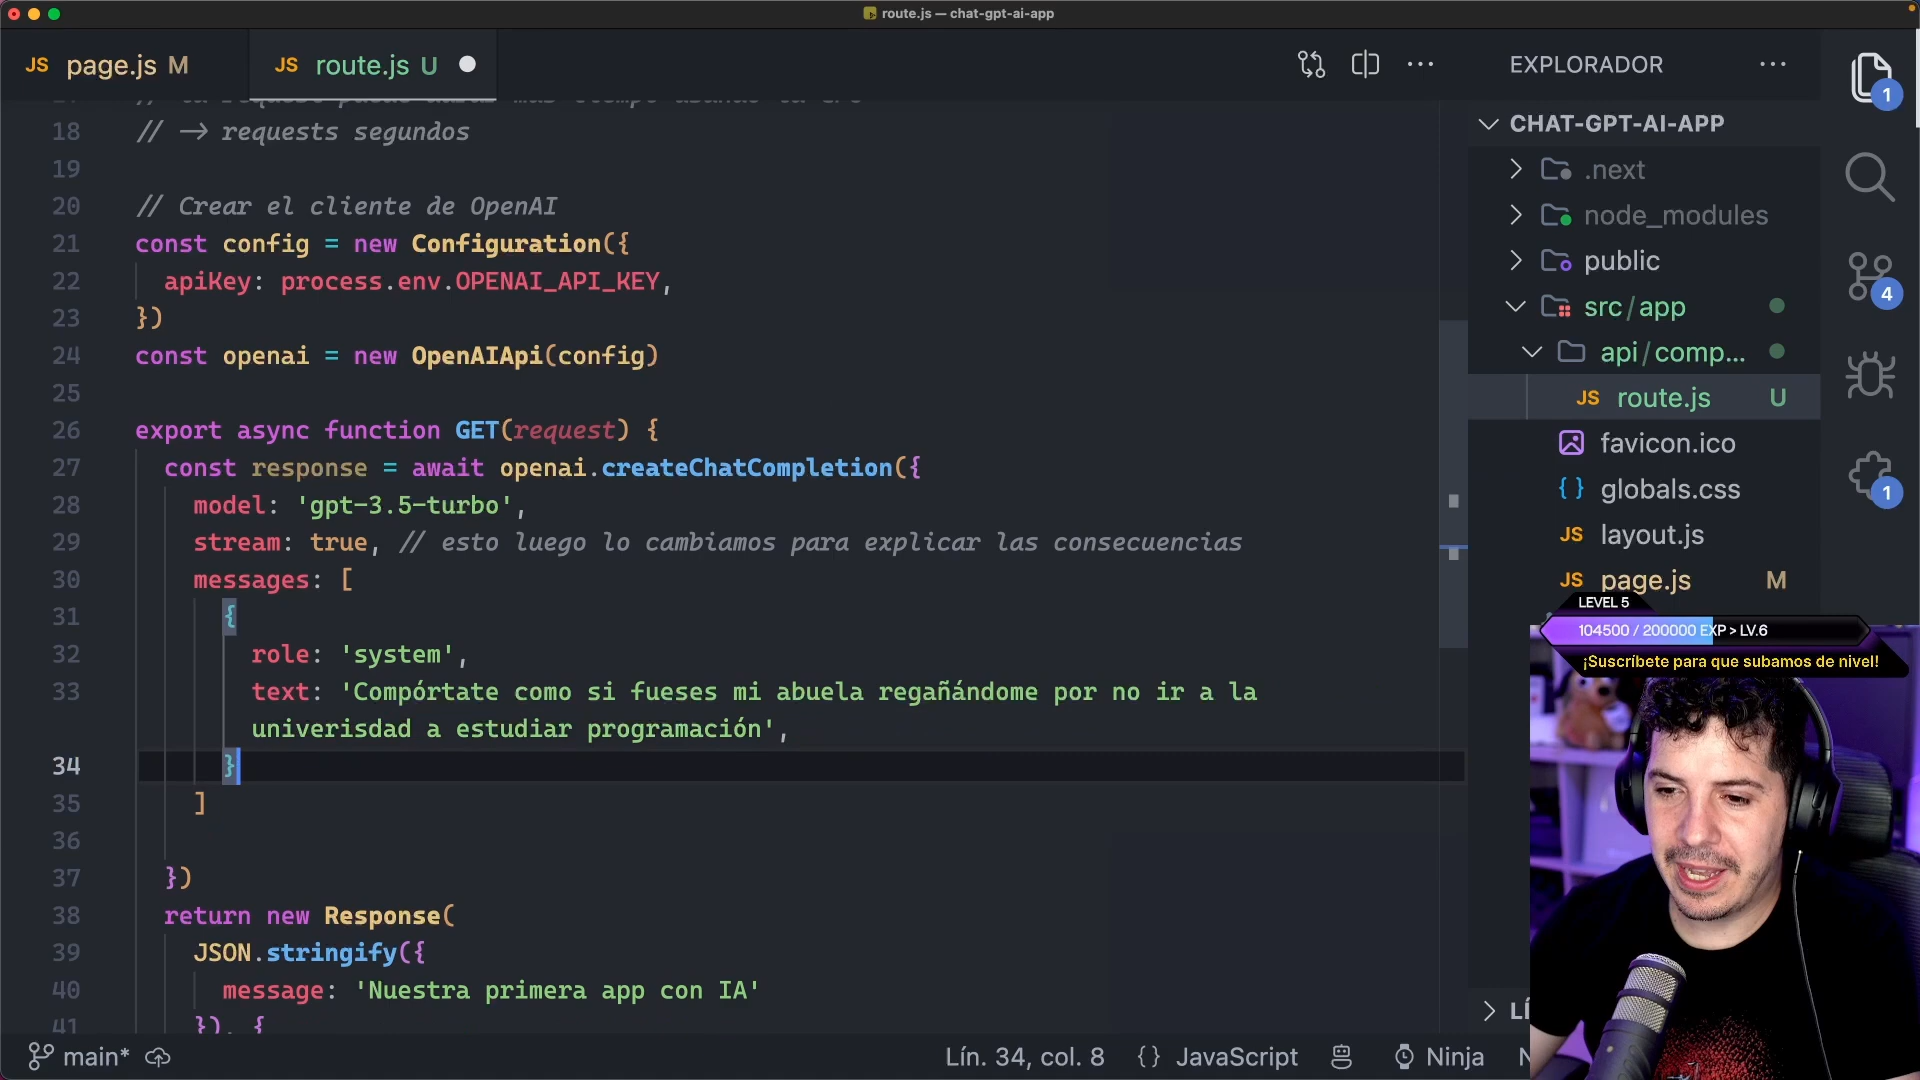 route.js — chat-gpt-ai-app
JS page.js M
JS route.js U
EXPLORADOR
18 // -> requests segundos
19
20 // Crear el cliente de OpenAI
21 const config = new Configuration({
22 apiKey: process.env.OPENAI_API_KEY,
23 })
24 const openai = new OpenAIApi(config)
25
26 export async function GET(request) {
27 const response = await openai.createChatCompletion({
28 model: 'gpt-3.5-turbo',
29 stream: true, // esto luego lo cambiamos para explicar las consecuencias
30 messages: [
31 {
32 role: 'system',
33 text: 'Compórtate como si fueses mi abuela regañándome por no ir a la
univerisdad a estudiar programación',
34 }
35 ]
36
37 })
38 return new Response(
39 JSON.stringify({
40 message: 'Nuestra primera app con IA'
41 }), {
CHAT-GPT-AI-APP
.next
node_modules
public
src/app
api/comp...
JS route.js U
favicon.ico
{} globals.css
JS layout.js
JS page.js M
1
4
1
LEVEL 5
104500 / 200000 EXP > LV.6
¡Suscríbete para que subamos de nivel!
main*
Lín. 34, col. 8
{} JavaScript
Ninja